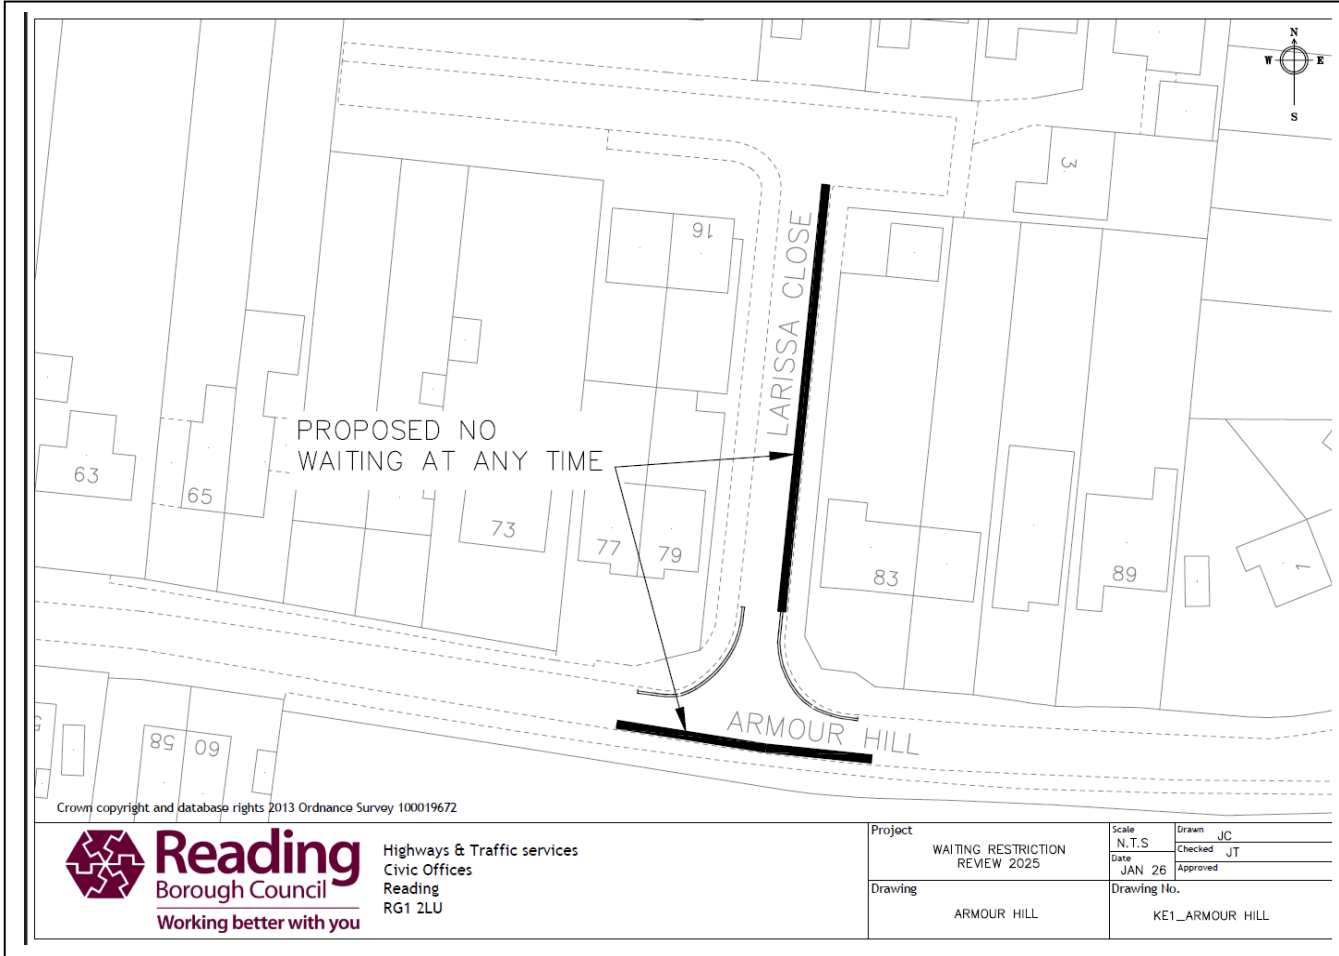 N
W E
S
3
16
LARISSA CLOSE
PROPOSED NO
WAITING AT ANY TIME
63
65
73
77
79
83
89
1
ARMOUR HILL
58
60
Crown copyright and database rights 2013 Ordnance Survey 100019672
Reading
Borough Council
Working better with you
Highways & Traffic services
Civic Offices
Reading
RG1 2LU
Project
WAITING RESTRICTION
REVIEW 2025
Drawing
ARMOUR HILL
Scale
N.T.S
Date
JAN 26
Drawn JC
Checked JT
Approved
Drawing No.
KE1_ARMOUR HILL